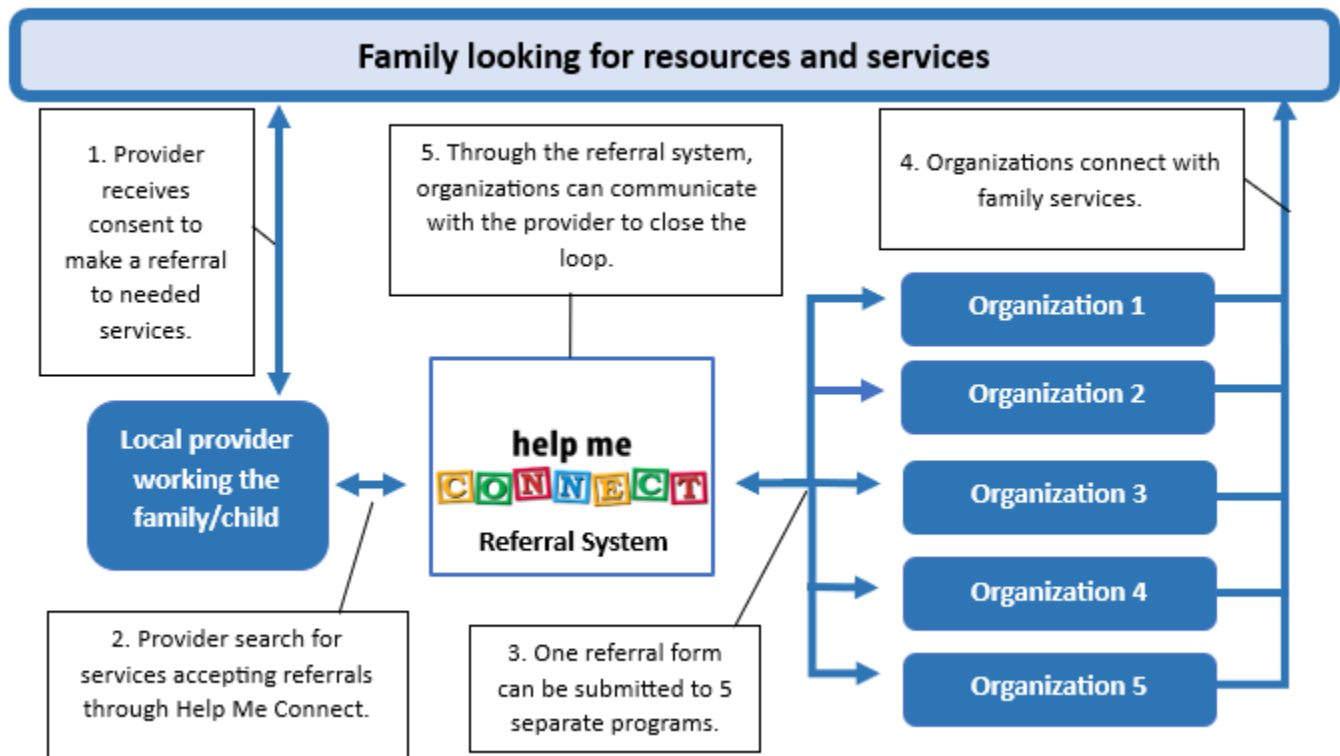 Family looking for resources and services
1. Provider
receives
consent to
make a referral
to needed
services.
5. Through the referral system,
organizations can communicate
with the provider to close the
loop.
4. Organizations connect with
family services.
Local provider
working the
family/child
help me
CONNECT
Referral System
Organization 1
Organization 2
Organization 3
Organization 4
Organization 5
2. Provider search for
services accepting referrals
through Help Me Connect.
3. One referral form
can be submitted to 5
separate programs.